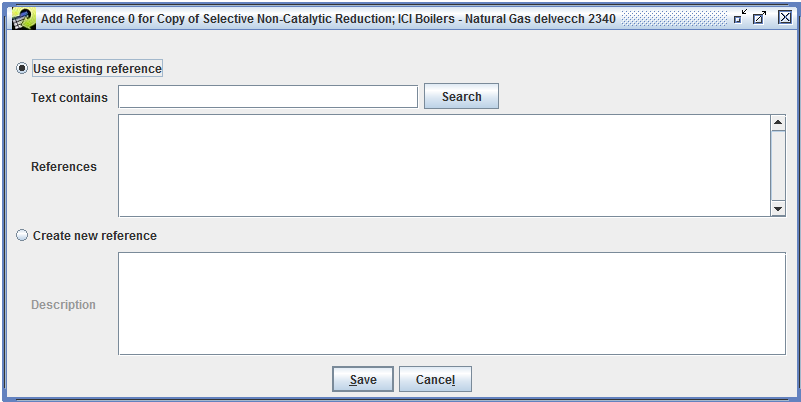 Add Reference 0 for Copy of Selective Non-Catalytic Reduction; ICI Boilers - Natural Gas delvecch 2340
Use existing reference
Text contains
Search
References
Create new reference
Description
Save
Cancel